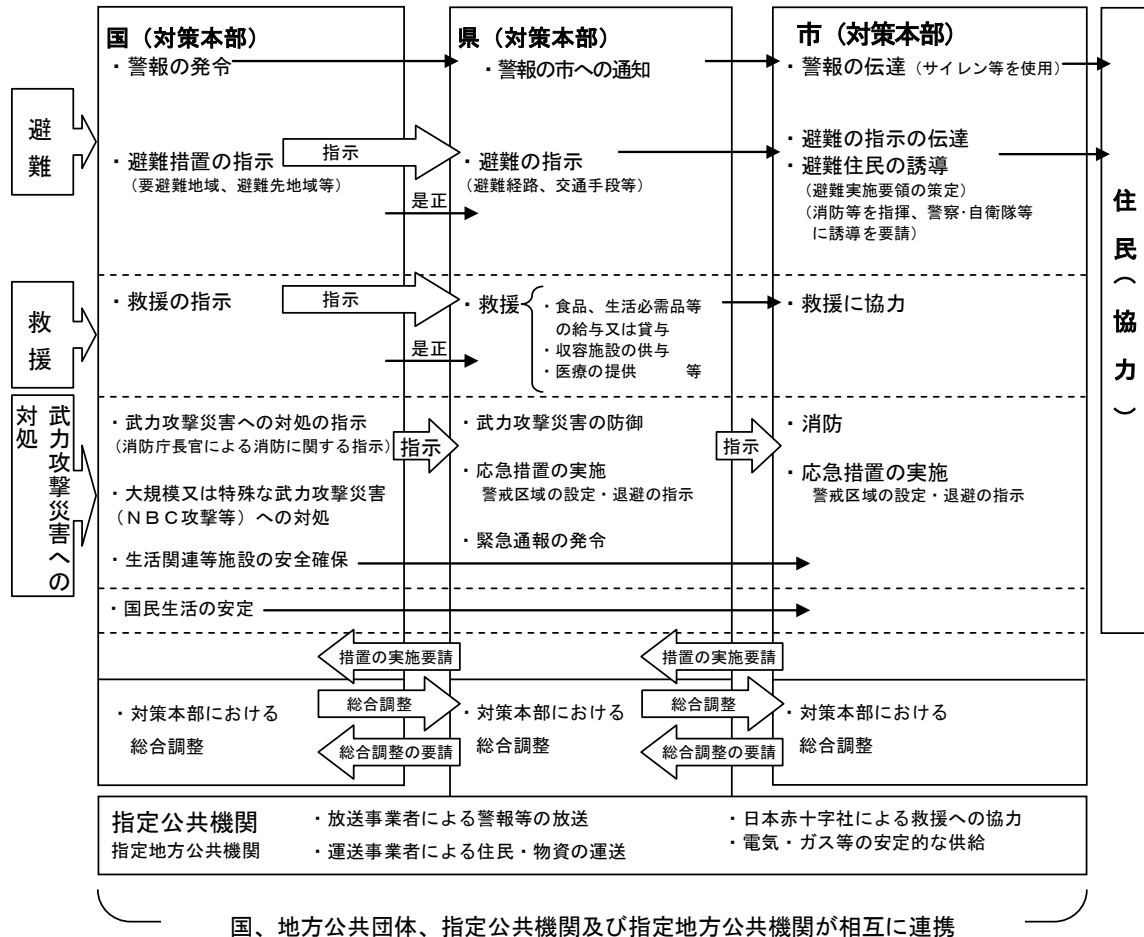 国（対策本部）
県（対策本部）
市（対策本部）
・警報の発令
・警報の市への通知
・警報の伝達（サイレン等を使用）
避難
・避難措置の指示
（要避難地域、避難先地域等）
指示
是正
・避難の指示
（避難経路、交通手段等）
・避難の指示の伝達
・避難住民の誘導
（避難実施要領の策定）
（消防等を指揮、警察・自衛隊等
に誘導を要請）
住民（協力）
救援
・救援の指示
指示
是正
・救援
・食品、生活必需品等
の給与又は貸与
・収容施設の供与
・医療の提供　等
・救援に協力
武力攻撃災害への
対処
・武力攻撃災害への対処の指示
（消防庁長官による消防に関する指示）
・大規模又は特殊な武力攻撃災害
（ＮＢＣ攻撃等）への対処
・生活関連等施設の安全確保
指示
・武力攻撃災害の防御
・応急措置の実施
警戒区域の設定・退避の指示
・緊急通報の発令
指示
・消防
・応急措置の実施
警戒区域の設定・退避の指示
・国民生活の安定
措置の実施要請
措置の実施要請
・対策本部における
総合調整
総合調整
総合調整の要請
・対策本部における
総合調整
総合調整
総合調整の要請
・対策本部における
総合調整
指定公共機関
指定地方公共機関
・放送事業者による警報等の放送
・運送事業者による住民・物資の運送
・日本赤十字社による救援への協力
・電気・ガス等の安定的な供給
国、地方公共団体、指定公共機関及び指定地方公共機関が相互に連携